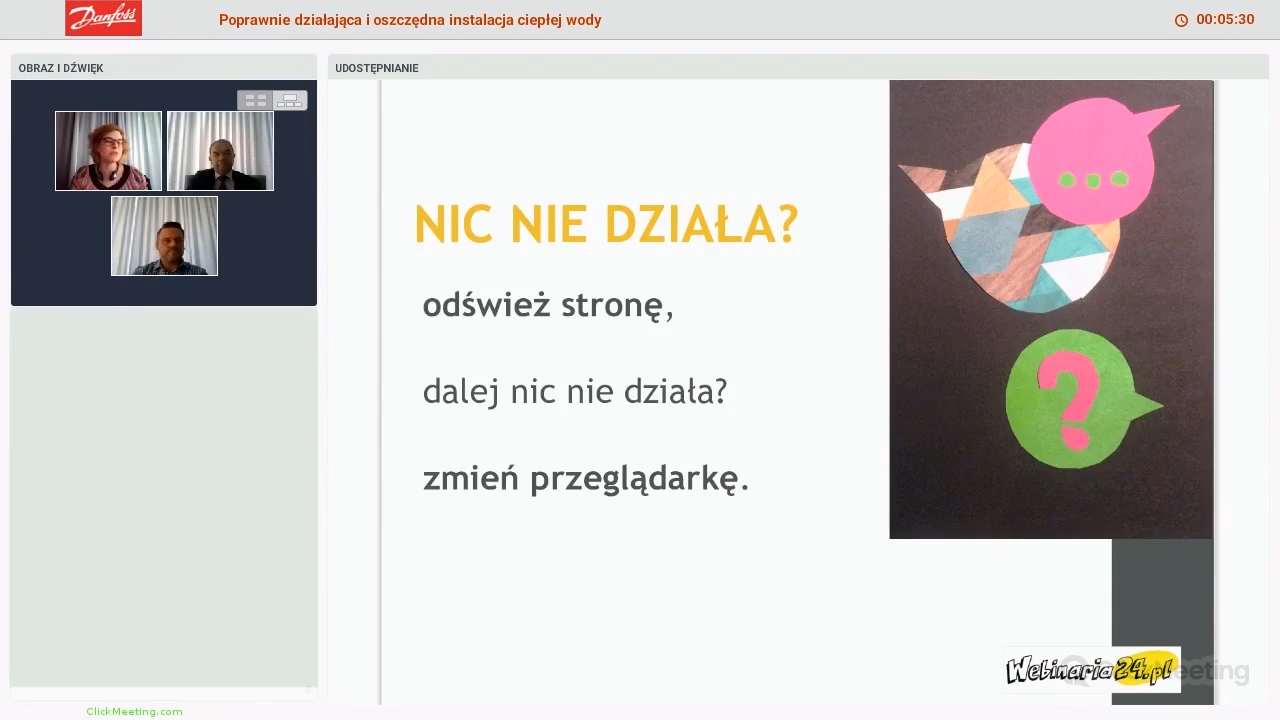 Danfoss
Poprawnie działająca i oszczędna instalacja ciepłej wody
00:05:30
OBRAZ I DŹWIĘK
UDOSTĘPNIANIE
NIC NIE DZIAŁA?
odśwież stronę,
dalej nic nie działa?
zmień przeglądarkę.
?
Webinaria24.pl
eeting
ClickMeeting.com